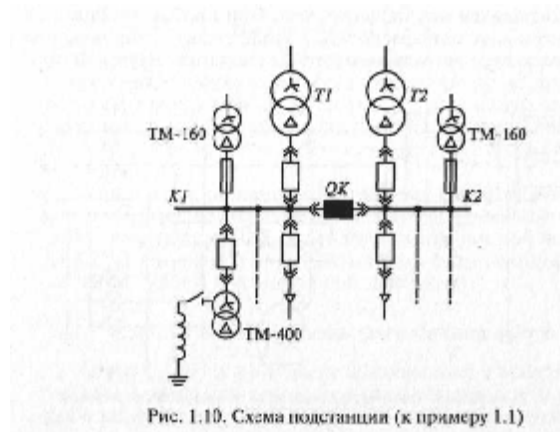 T1
T2
TM-160
TM-160
QK
K1
K2
TM-400
Рис. 1.10. Схема подстанции (к примеру 1.1)